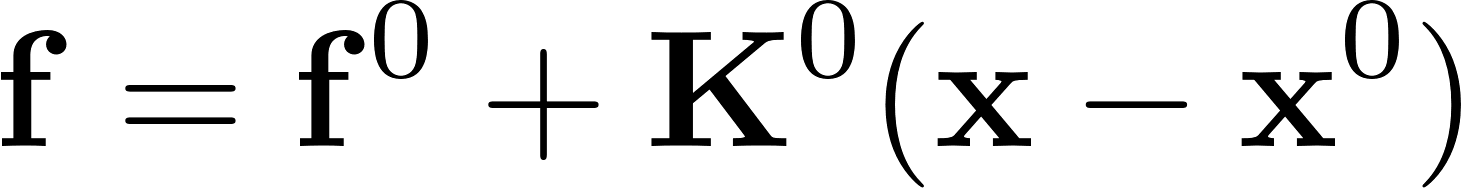 𝐟 = 𝐟⁰ + 𝐊⁰(𝐱 − 𝐱⁰)